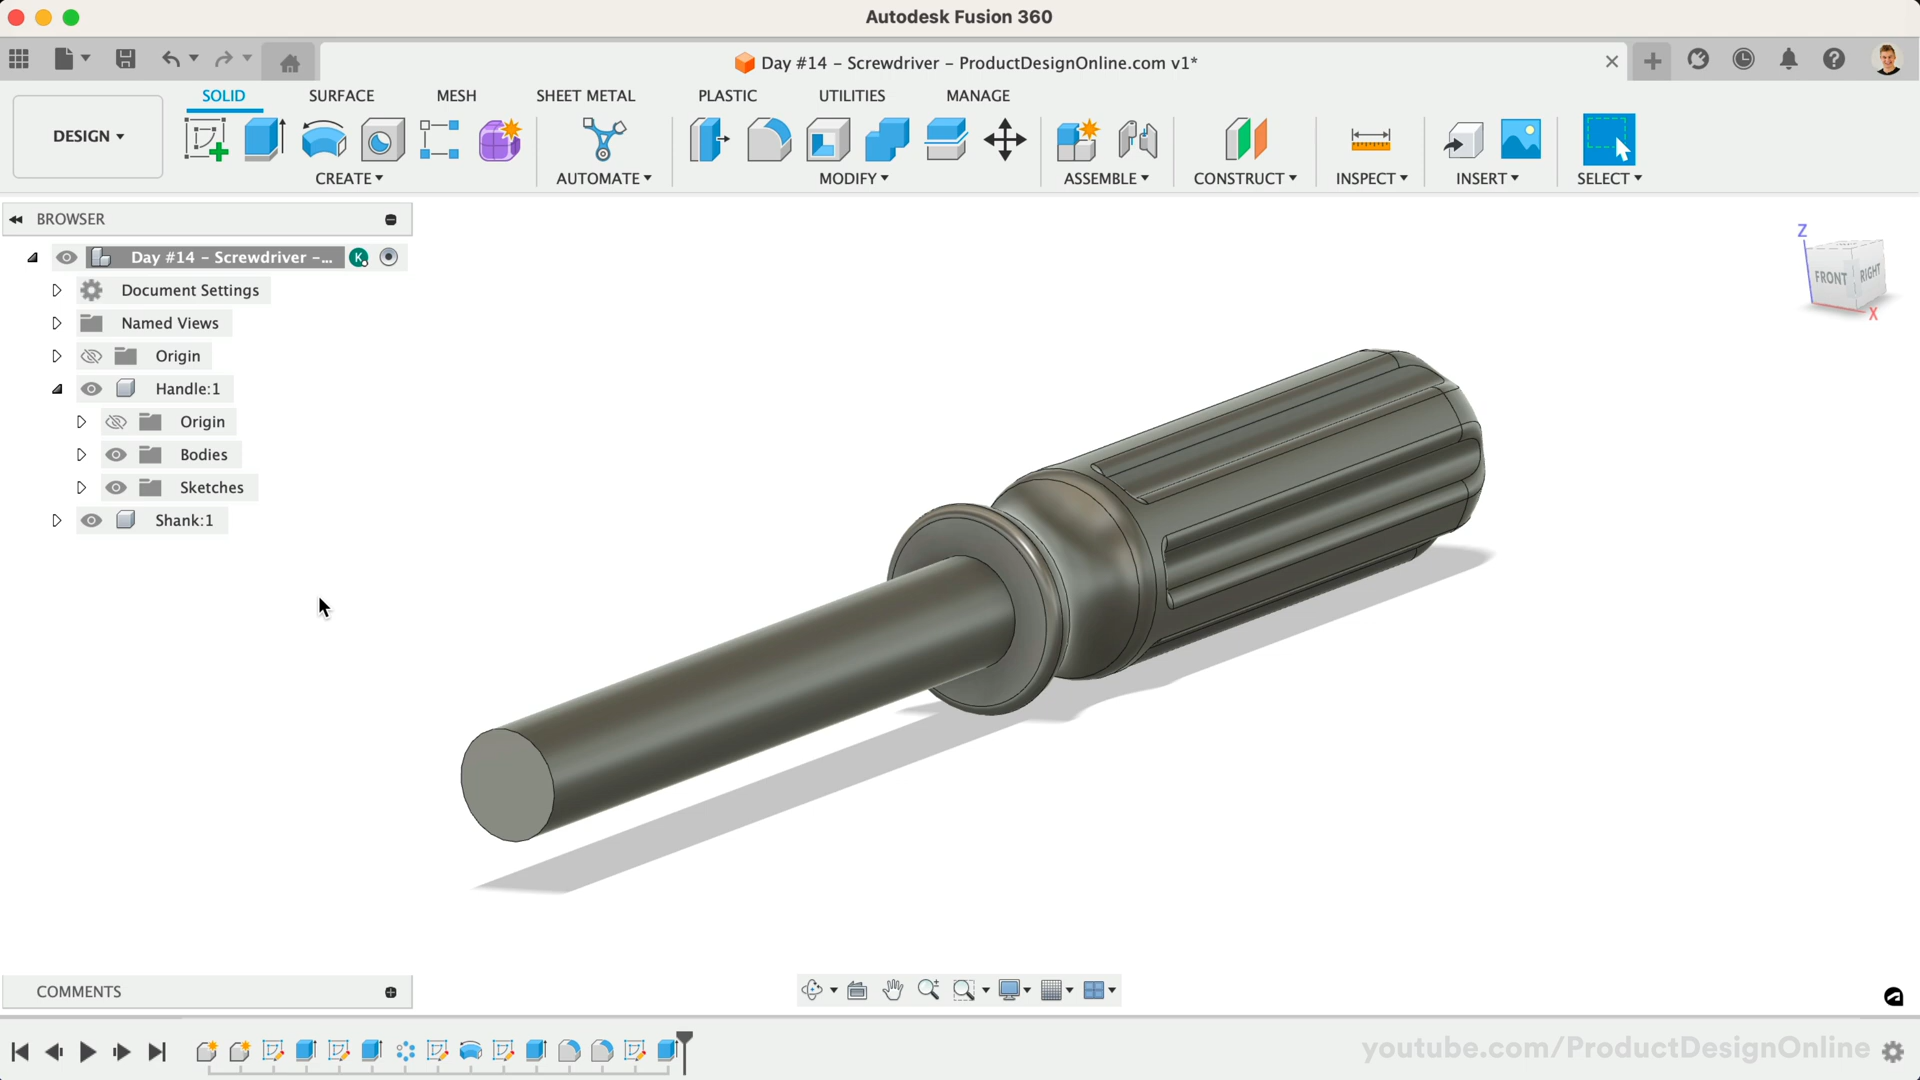 Autodesk Fusion 360
Day #14 – Screwdriver – ProductDesignOnline.com v1*
SOLID SURFACE MESH SHEET METAL PLASTIC UTILITIES MANAGE
DESIGN
CREATE AUTOMATE MODIFY ASSEMBLE CONSTRUCT INSPECT INSERT SELECT
BROWSER
Day #14 – Screwdriver –...
K
Document Settings
Named Views
Origin
Handle:1
Origin
Bodies
Sketches
Shank:1
Z
FRONT RIGHT
X
COMMENTS
youtube.com/ProductDesignOnline